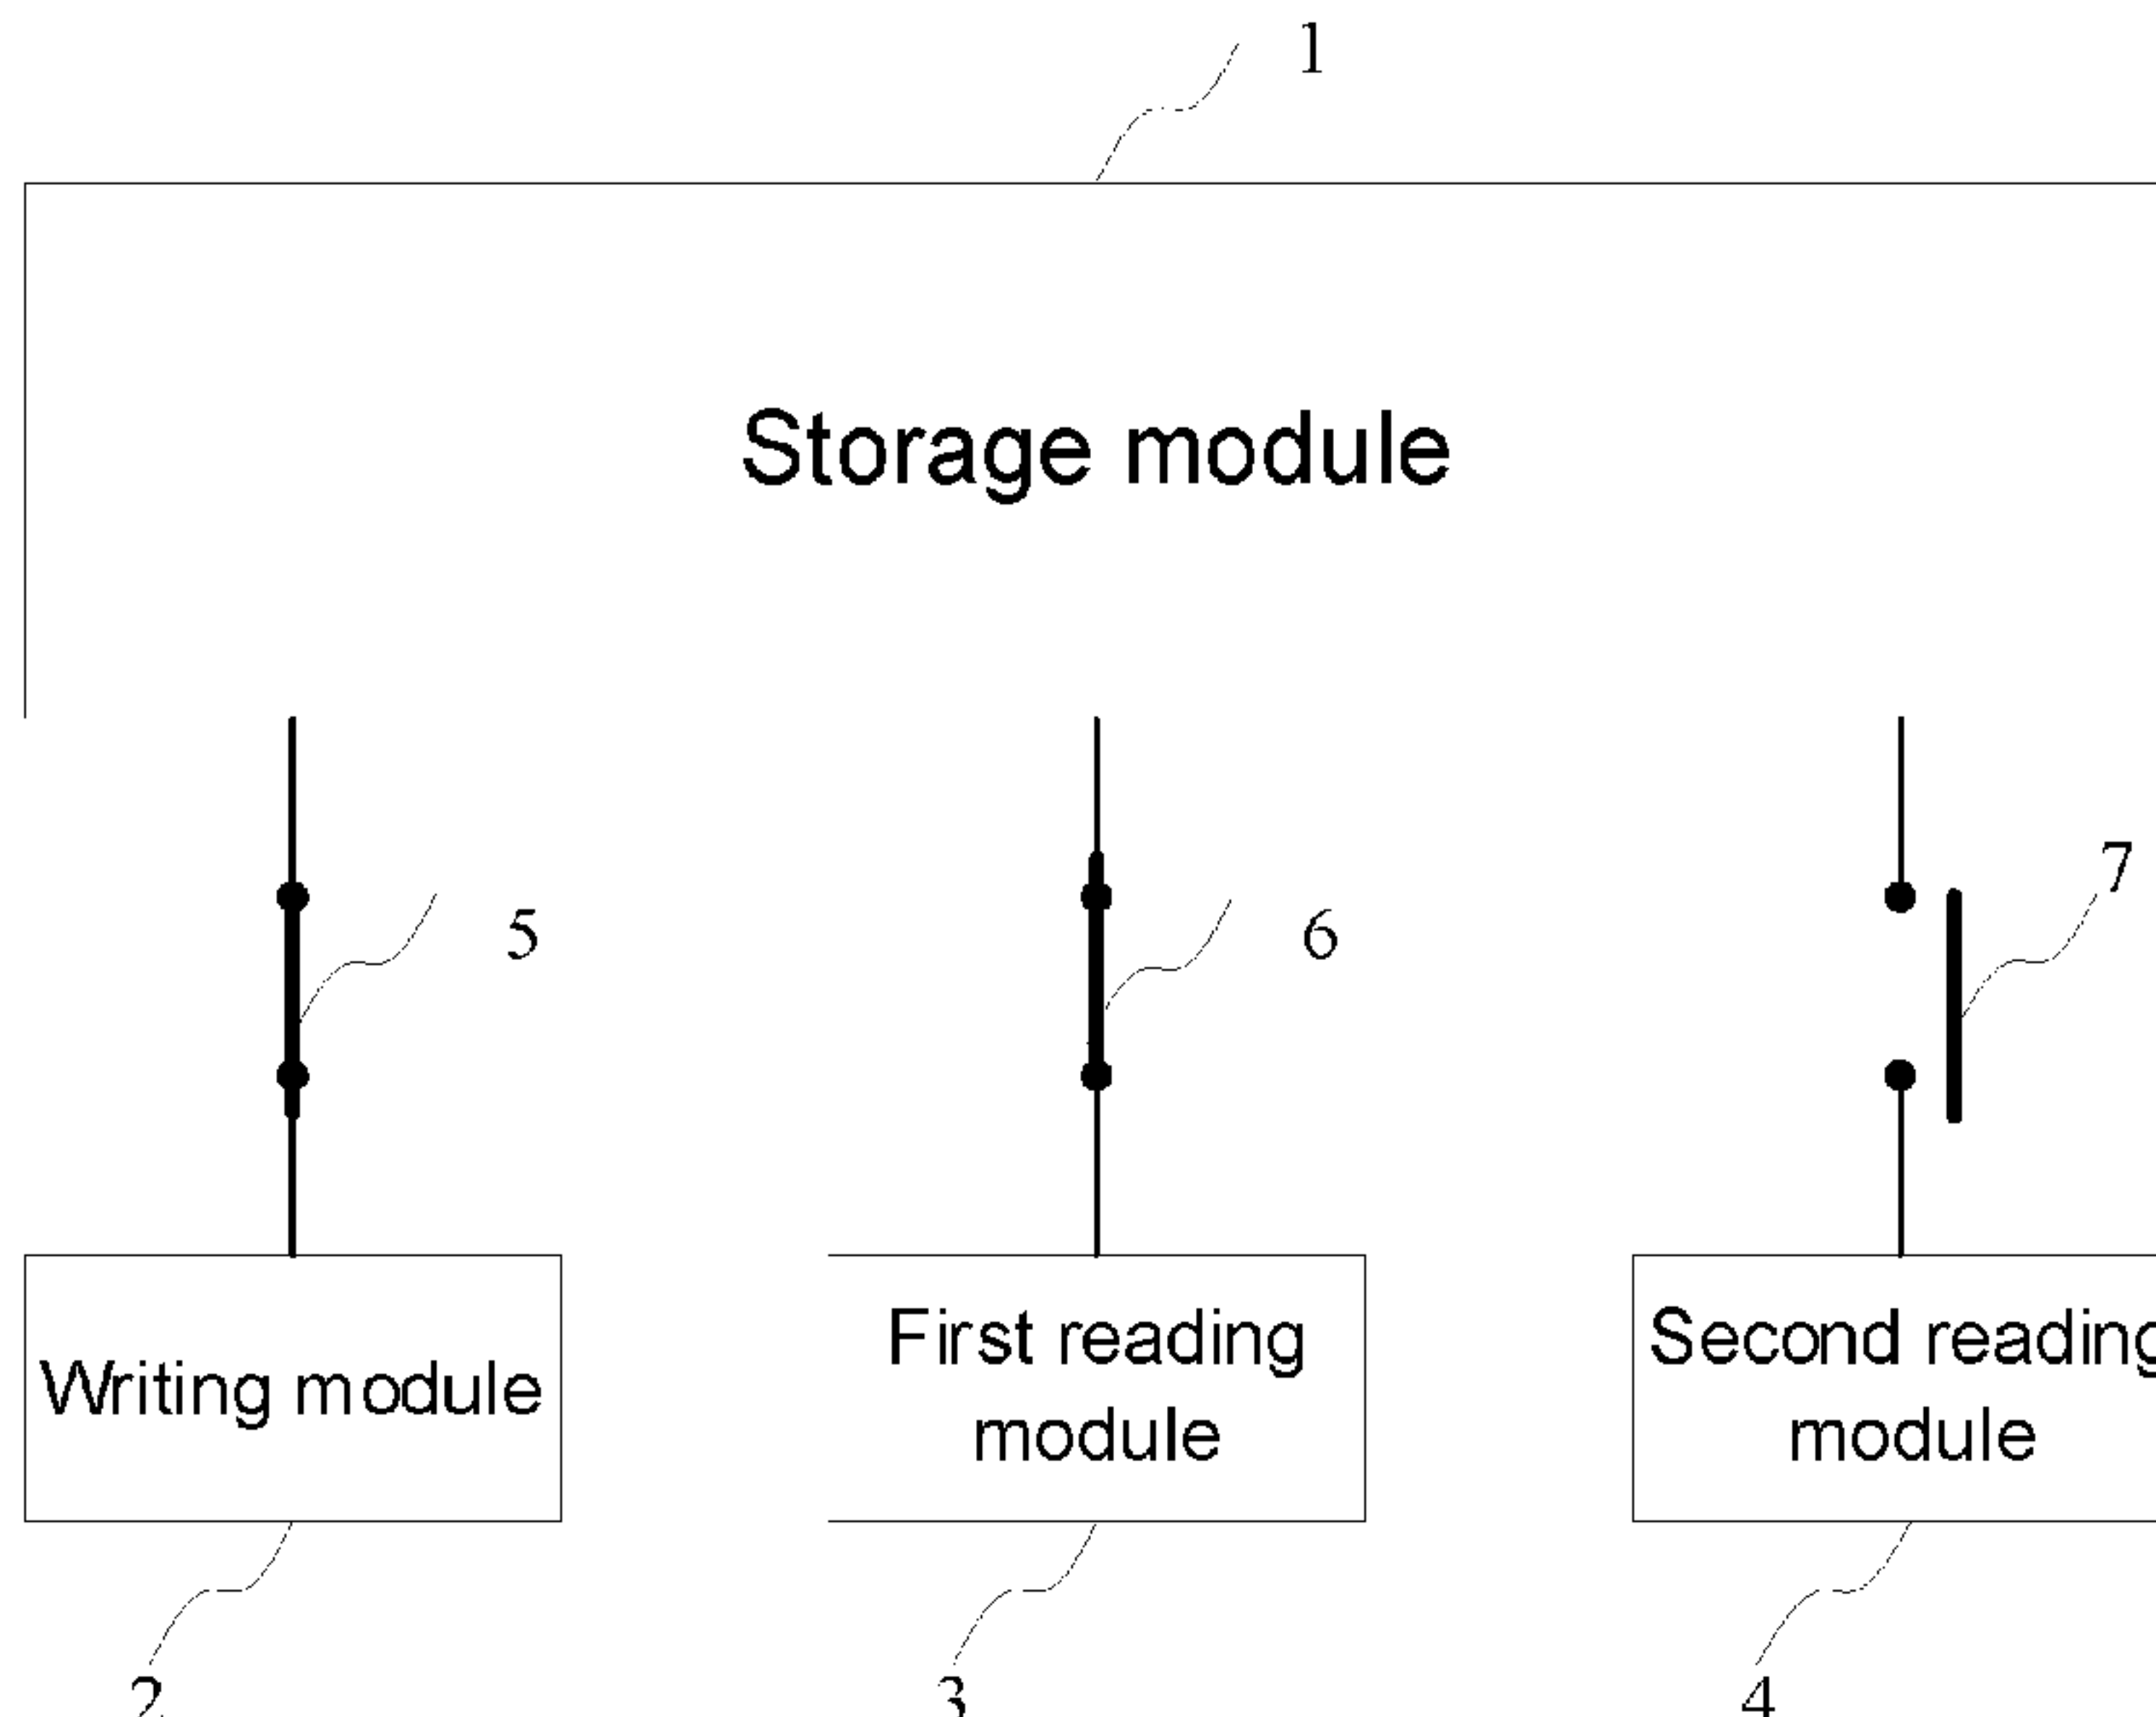 1
Storage module
5
6
7
Writing module
First reading
module
Second reading
module
2
3
4